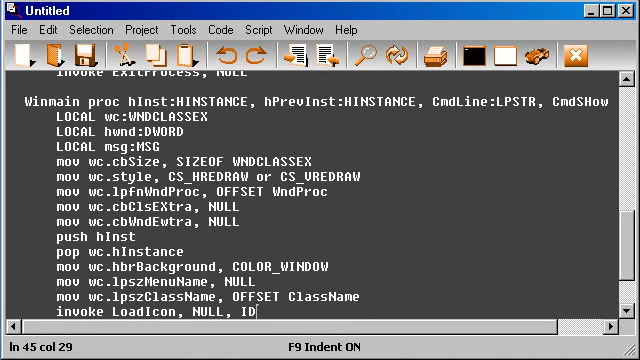 Untitled
File Edit Selection Project Tools Code Script Window Help
invoke ExitProcess, NULL
Winmain proc hInst:HINSTANCE, hPrevInst:HINSTANCE, CmdLine:LPSTR, CmdSHow
LOCAL wc:WNDCLASSEX
LOCAL hwnd:DWORD
LOCAL msg:MSG
mov wc.cbSize, SIZEOF WNDCLASSEX
mov wc.style, CS_HREDRAW or CS_VREDRAW
mov wc.lpfnWndProc, OFFSET WndProc
mov wc.cbClsEXtra, NULL
mov wc.cbWndEwtra, NULL
push hInst
pop wc.hInstance
mov wc.hbrBackground, COLOR_WINDOW
mov wc.lpszMenuName, NULL
mov wc.lpszClassName, OFFSET ClassName
invoke LoadIcon, NULL, ID
ln 45 col 29 F9 Indent ON